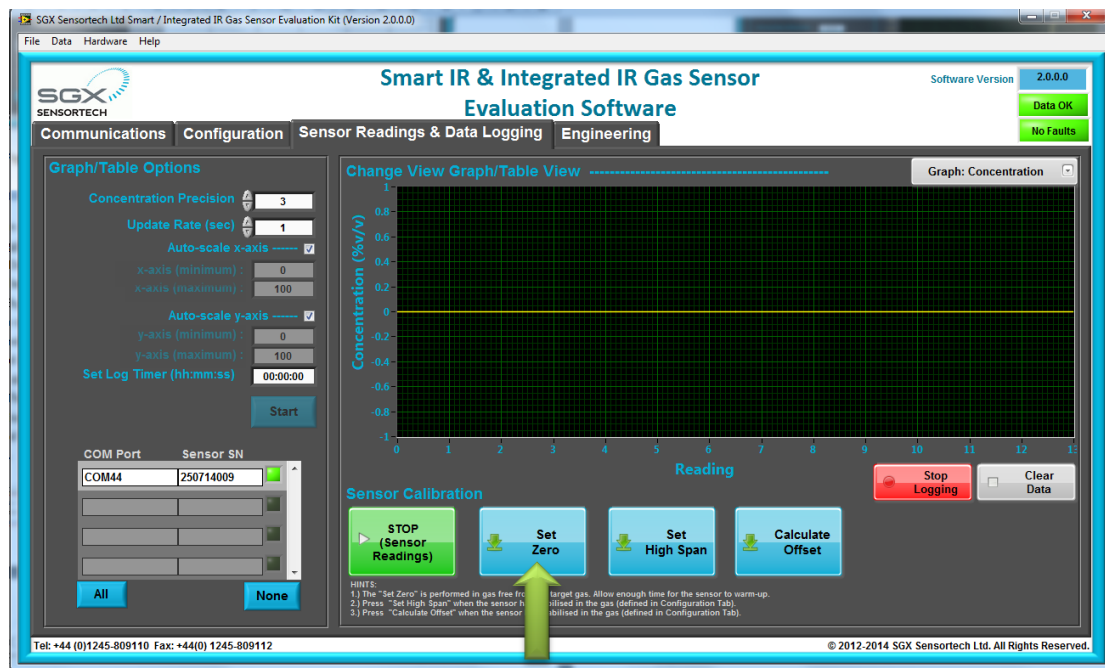 SGX Sensortech Ltd Smart / Integrated IR Gas Sensor Evaluation Kit (Version 2.0.0.0)
File Data Hardware Help
SGX
SENSORTECH
Smart IR & Integrated IR Gas Sensor
Evaluation Software
Software Version 2.0.0.0
Data OK
No Faults
Communications Configuration Sensor Readings & Data Logging Engineering
Graph/Table Options
Concentration Precision 3
Update Rate (sec) 1
Auto-scale x-axis ------
x-axis (minimum) : 0
x-axis (maximum) : 100
Auto-scale y-axis ------
y-axis (minimum) : 0
y-axis (maximum) : 100
Set Log Timer (hh:mm:ss) 00:00:00
Start
COM Port Sensor SN
COM44 250714009
All None
Change View Graph/Table View
Graph: Concentration
Concentration (%v/v)
1
0.8
0.6
0.4
0.2
0
-0.2
-0.4
-0.6
-0.8
-1
0 1 2 3 4 5 6 7 8 9 10 11 12
Reading
Stop
Logging
Clear
Data
Sensor Calibration
STOP
(Sensor
Readings)
Set
Zero
Set
High Span
Calculate
Offset
HINTS:
1.) The "Set Zero" is performed in gas free target gas. Allow enough time for the sensor to warm-up.
2.) Press "Set High Span" when the sensor in the gas (defined in Configuration Tab).
3.) Press "Calculate Offset" when the sensor in the gas (defined in Configuration Tab).
Tel: +44 (0)1245-809110 Fax: +44(0) 1245-809112
© 2012-2014 SGX Sensortech Ltd. All Rights Reserved.